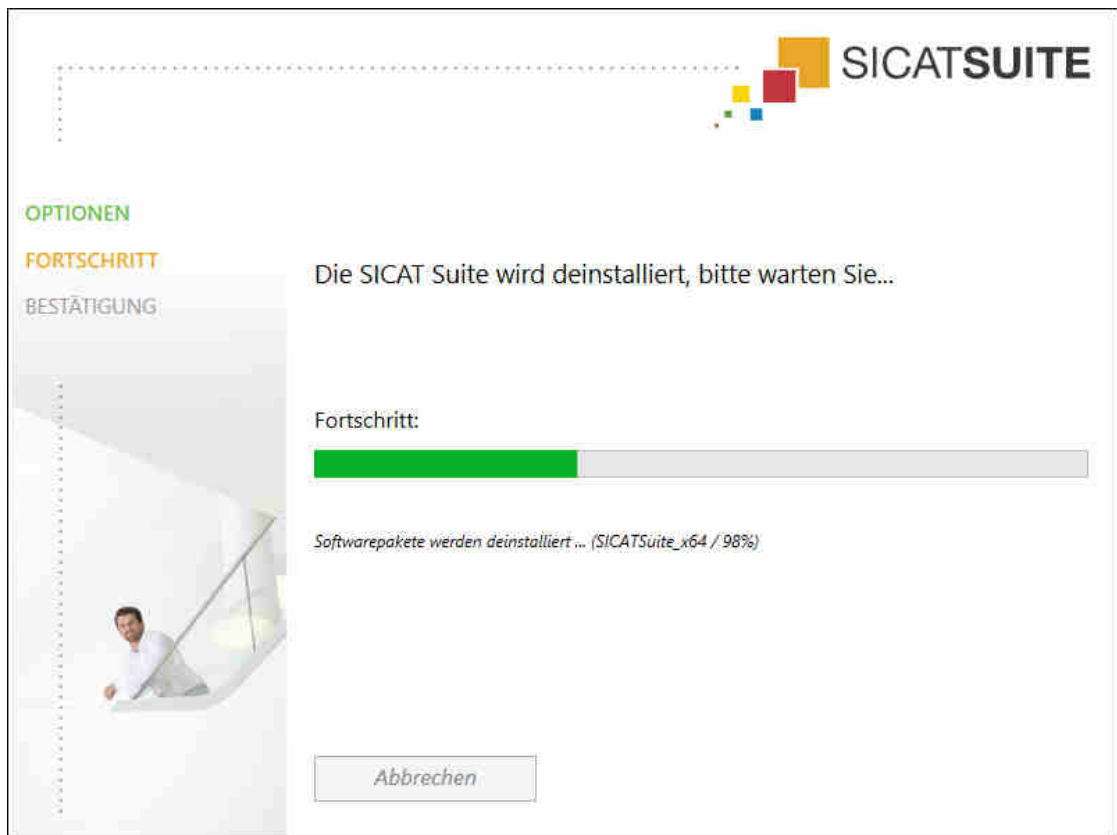 SICATSUITE
OPTIONEN
FORTSCHRITT
BESTÄTIGUNG
Die SICAT Suite wird deinstalliert, bitte warten Sie...
Fortschritt:
Softwarepakete werden deinstalliert ... (SICATSuite_x64 / 98%)
Abbrechen